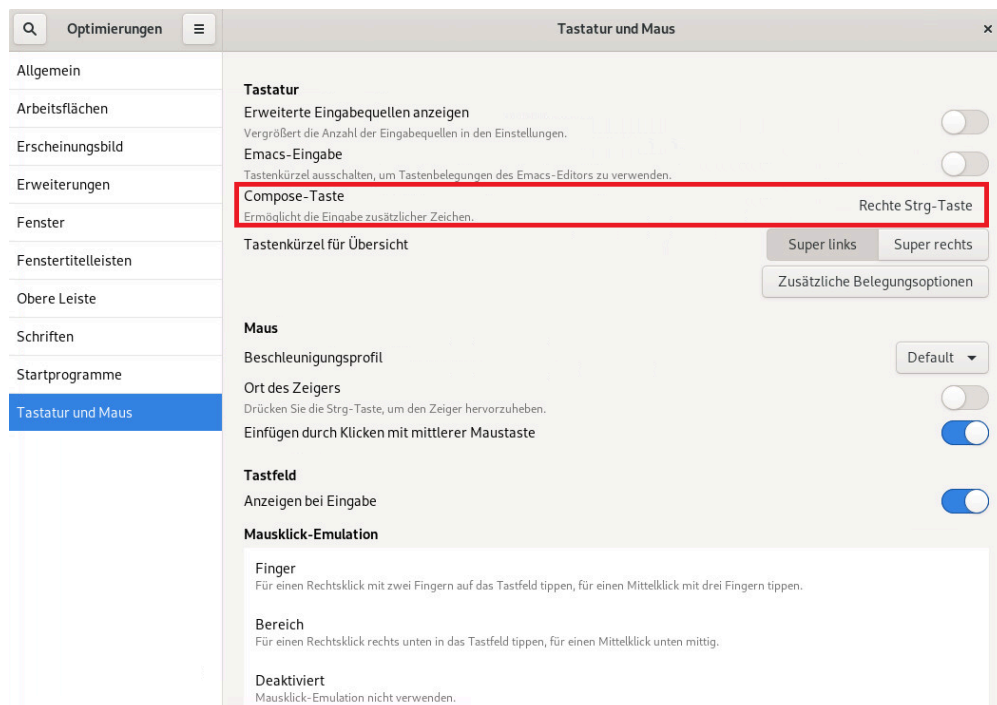 Optimierungen
Tastatur und Maus
Allgemein
Arbeitsflächen
Erscheinungsbild
Erweiterungen
Fenster
Fenstertitelleisten
Obere Leiste
Schriften
Startprogramme
Tastatur und Maus
Tastatur
Erweiterte Eingabequellen anzeigen
Vergrößert die Anzahl der Eingabequellen in den Einstellungen.
Emacs-Eingabe
Tastenkürzel ausschalten, um Tastenbelegungen des Emacs-Editors zu verwenden.
Compose-Taste
Rechte Strg-Taste
Ermöglicht die Eingabe zusätzlicher Zeichen.
Tastenkürzel für Übersicht
Super links
Super rechts
Zusätzliche Belegungsoptionen
Maus
Beschleunigungsprofil
Default
Ort des Zeigers
Drücken Sie die Strg-Taste, um den Zeiger hervorzuheben.
Einfügen durch Klicken mit mittlerer Maustaste
Tastfeld
Anzeigen bei Eingabe
Mausklick-Emulation
Finger
Für einen Rechtsklick mit zwei Fingern auf das Tastfeld tippen, für einen Mittelklick mit drei Fingern tippen.
Bereich
Für einen Rechtsklick rechts unten in das Tastfeld tippen, für einen Mittelklick unten mittig.
Deaktiviert
Mausklick-Emulation nicht verwenden.